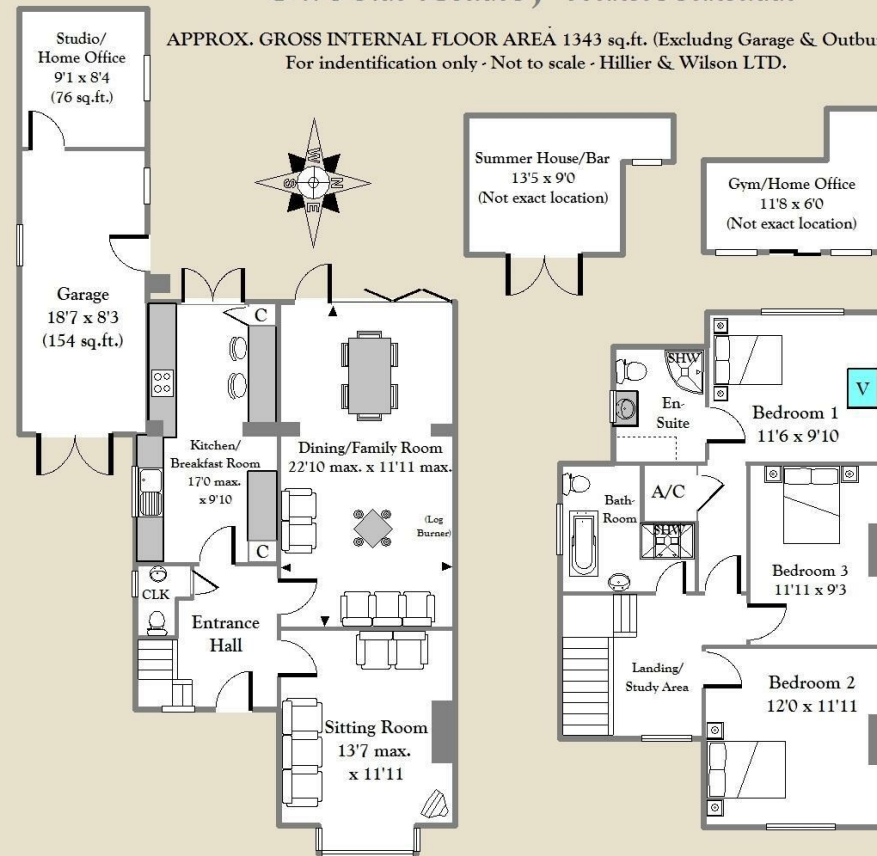 APPROX. GROSS INTERNAL FLOOR AREA 1343 sq.ft. (Excludng Garage &
For indentification only - Not to scale - Hillier & Wilson LTD.
Studio/
Home Office
9'1 x 8'4
(76 sq.ft.)
W
N
E
S
Summer House/Bar
13'5 x 9'0
(Not exact location)
Gym/Home Office
11'8 x 6'0
(Not exact location)
Garage
18'7 x 8'3
(154 sq.ft.)
C
Kitchen/
Breakfast Room
17'0 max.
x 9'10
C
Dining/Family Room
22'10 max. x 11'11 max.
(Log
Burner)
CLK
Entrance
Hall
Sitting Room
13'7 max.
x 11'11
SHW
En-
Suite
Bedroom 1
11'6 x 9'10
V
A/C
Bath-
Room
SHW
Bedroom 3
11'11 x 9'3
Landing/
Study Area
Bedroom 2
12'0 x 11'11